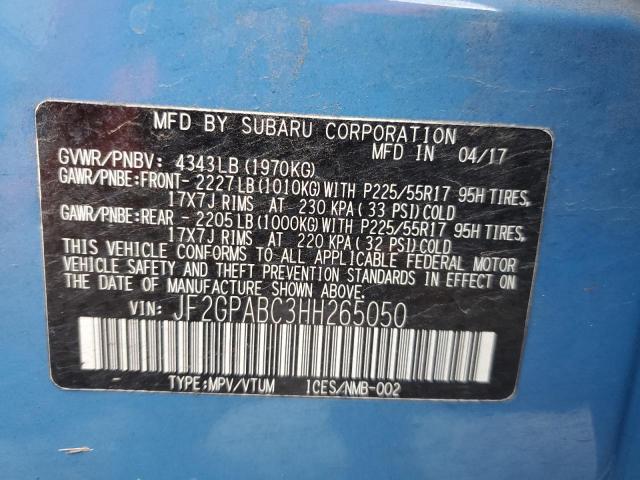 MFD BY SUBARU CORPORATION
MFD IN 04/17
GVWR/PNBV: 4343LB(1970KG)
GAWR/PNBE:FRONT- 2227LB(1010KG)WITH P225/55R17 95H TIRES,
17X7J RIMS AT 230 KPA(33 PSI)COLD
GAWR/PNBE:REAR - 2205LB(1000KG)WITH P225/55R17 95H TIRES,
17X7J RIMS AT 220 KPA(32 PSI)COLD
THIS VEHICLE CONFORMS TO ALL APPLICABLE FEDERAL MOTOR
VEHICLE SAFETY AND THEFT PREVENTION STANDARDS IN EFFECT ON
THE DATE OF MANUFACTURE SHOWN ABOVE.
VIN: JF2GPABC3HH265050
TYPE:MPV/VTUM ICES/NMB-002